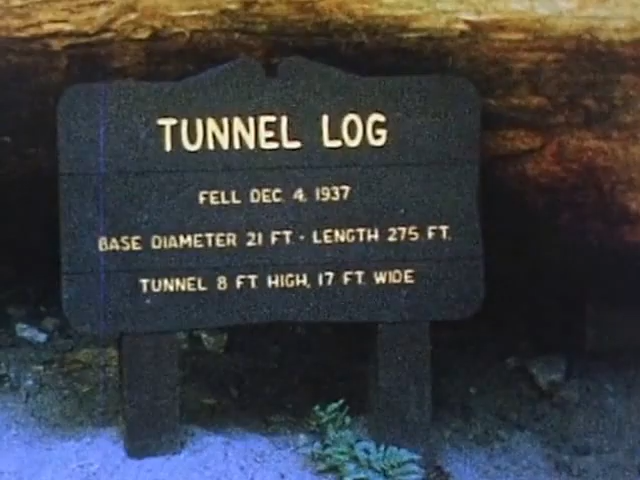 TUNNEL LOG
FELL DEC. 4, 1937
BASE DIAMETER 21 FT. - LENGTH 275 FT.
TUNNEL 8 FT. HIGH, 17 FT. WIDE